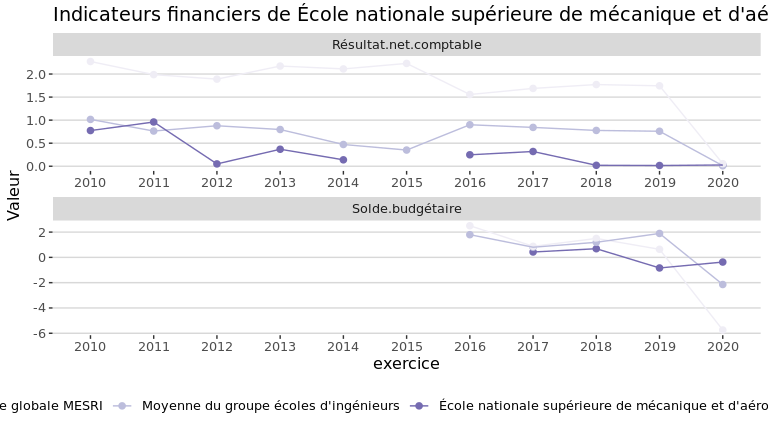 Indicateurs financiers de École nationale supérieure de mécanique et d'aé
Résultat.net.comptable
2.0
1.5
1.0
0.5
0.0
2010 2011 2012 2013 2014 2015 2016 2017 2018 2019 2020
Valeur
Solde.budgétaire
2
0
-2
-4
-6
2010 2011 2012 2013 2014 2015 2016 2017 2018 2019 2020
exercice
e globale MESRI Moyenne du groupe écoles d'ingénieurs École nationale supérieure de mécanique et d'aéro